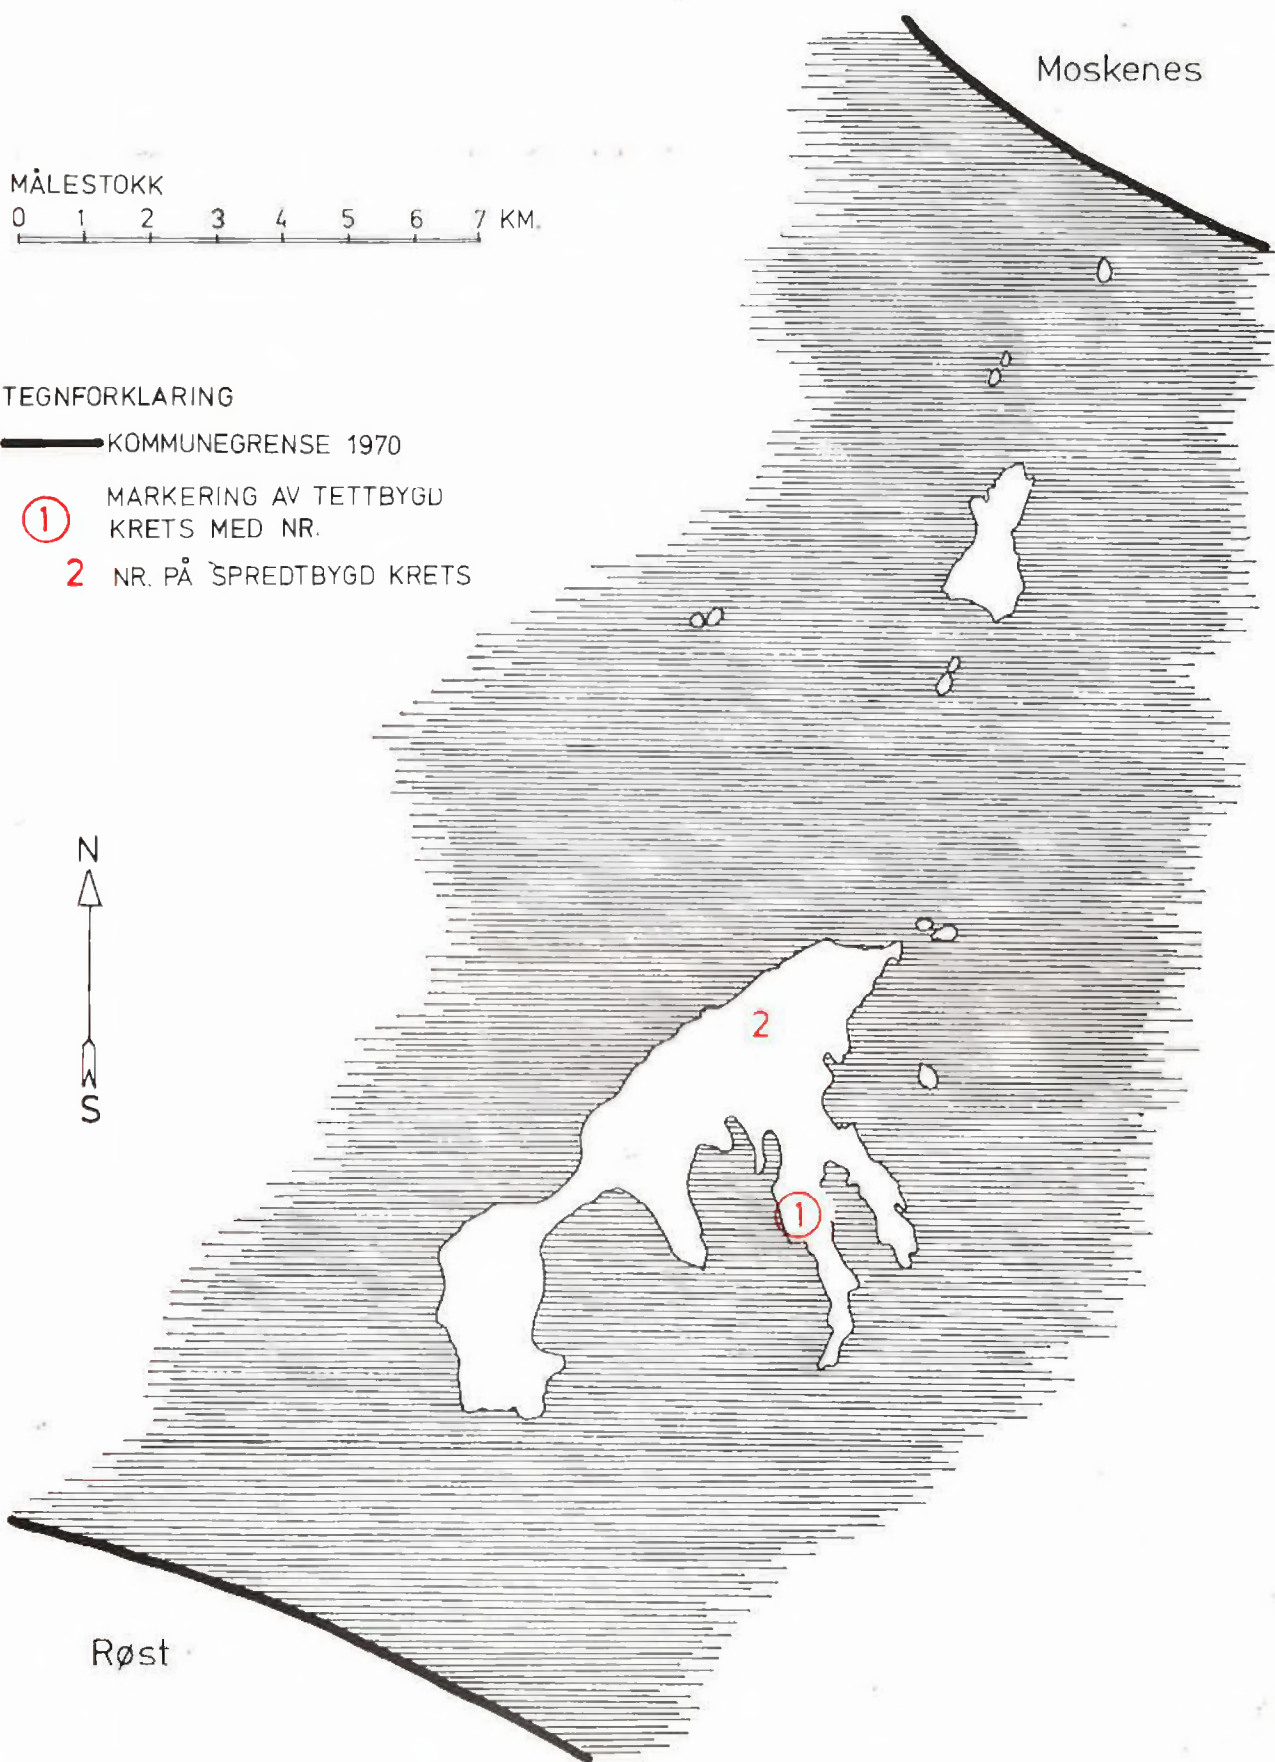 Moskenes
MÅLESTOKK
0 1 2 3 4 5 6 7 KM.
TEGNFORKLARING
KOMMUNEGRENSE 1970
1 MARKERING AV TETTBYGD
KRETS MED NR.
2 NR. PÅ SPREDTBYGD KRETS
N
S
2
1
Røst